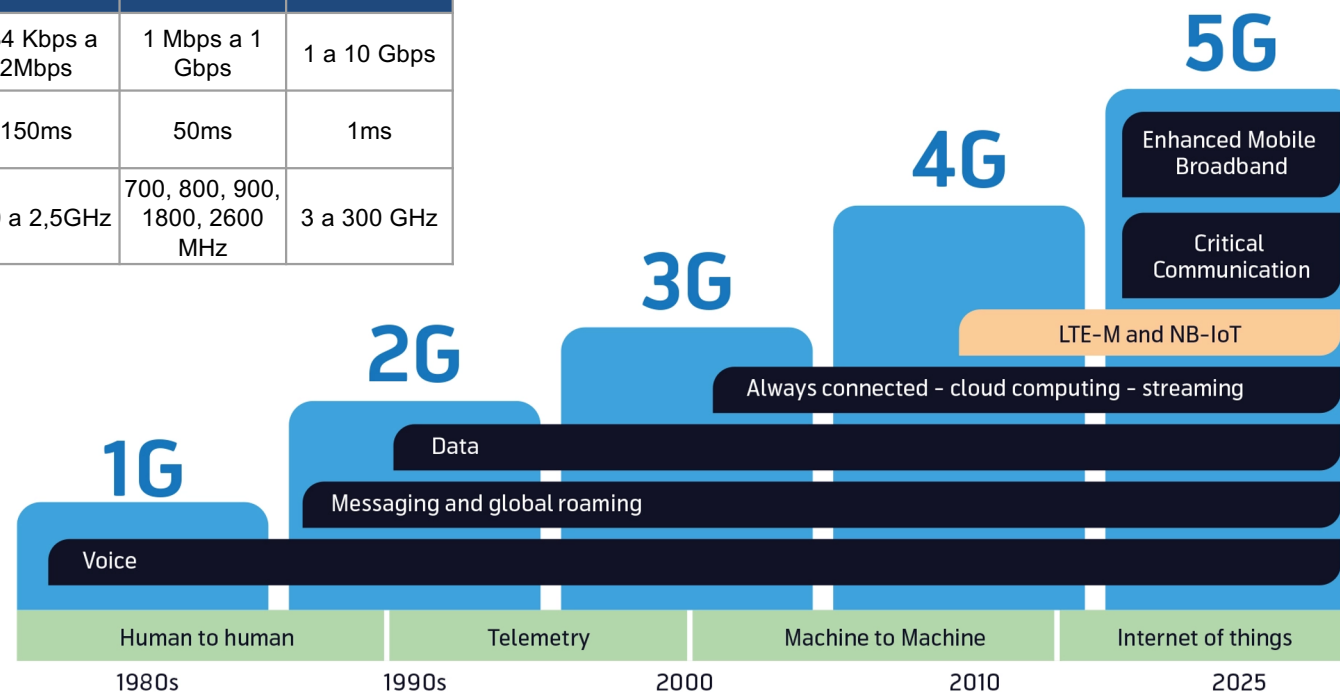 4 Kbps a
2Mbps
1 Mbps a 1
Gbps
1 a 10 Gbps
150ms
50ms
1ms
a 2,5GHz
700, 800, 900,
1800, 2600
MHz
3 a 300 GHz
5G
Enhanced Mobile
Broadband
4G
Critical
Communication
3G
LTE-M and NB-IoT
2G
Always connected - cloud computing - streaming
1G
Data
Messaging and global roaming
Voice
Human to human
Telemetry
Machine to Machine
Internet of things
1980s
1990s
2000
2010
2025